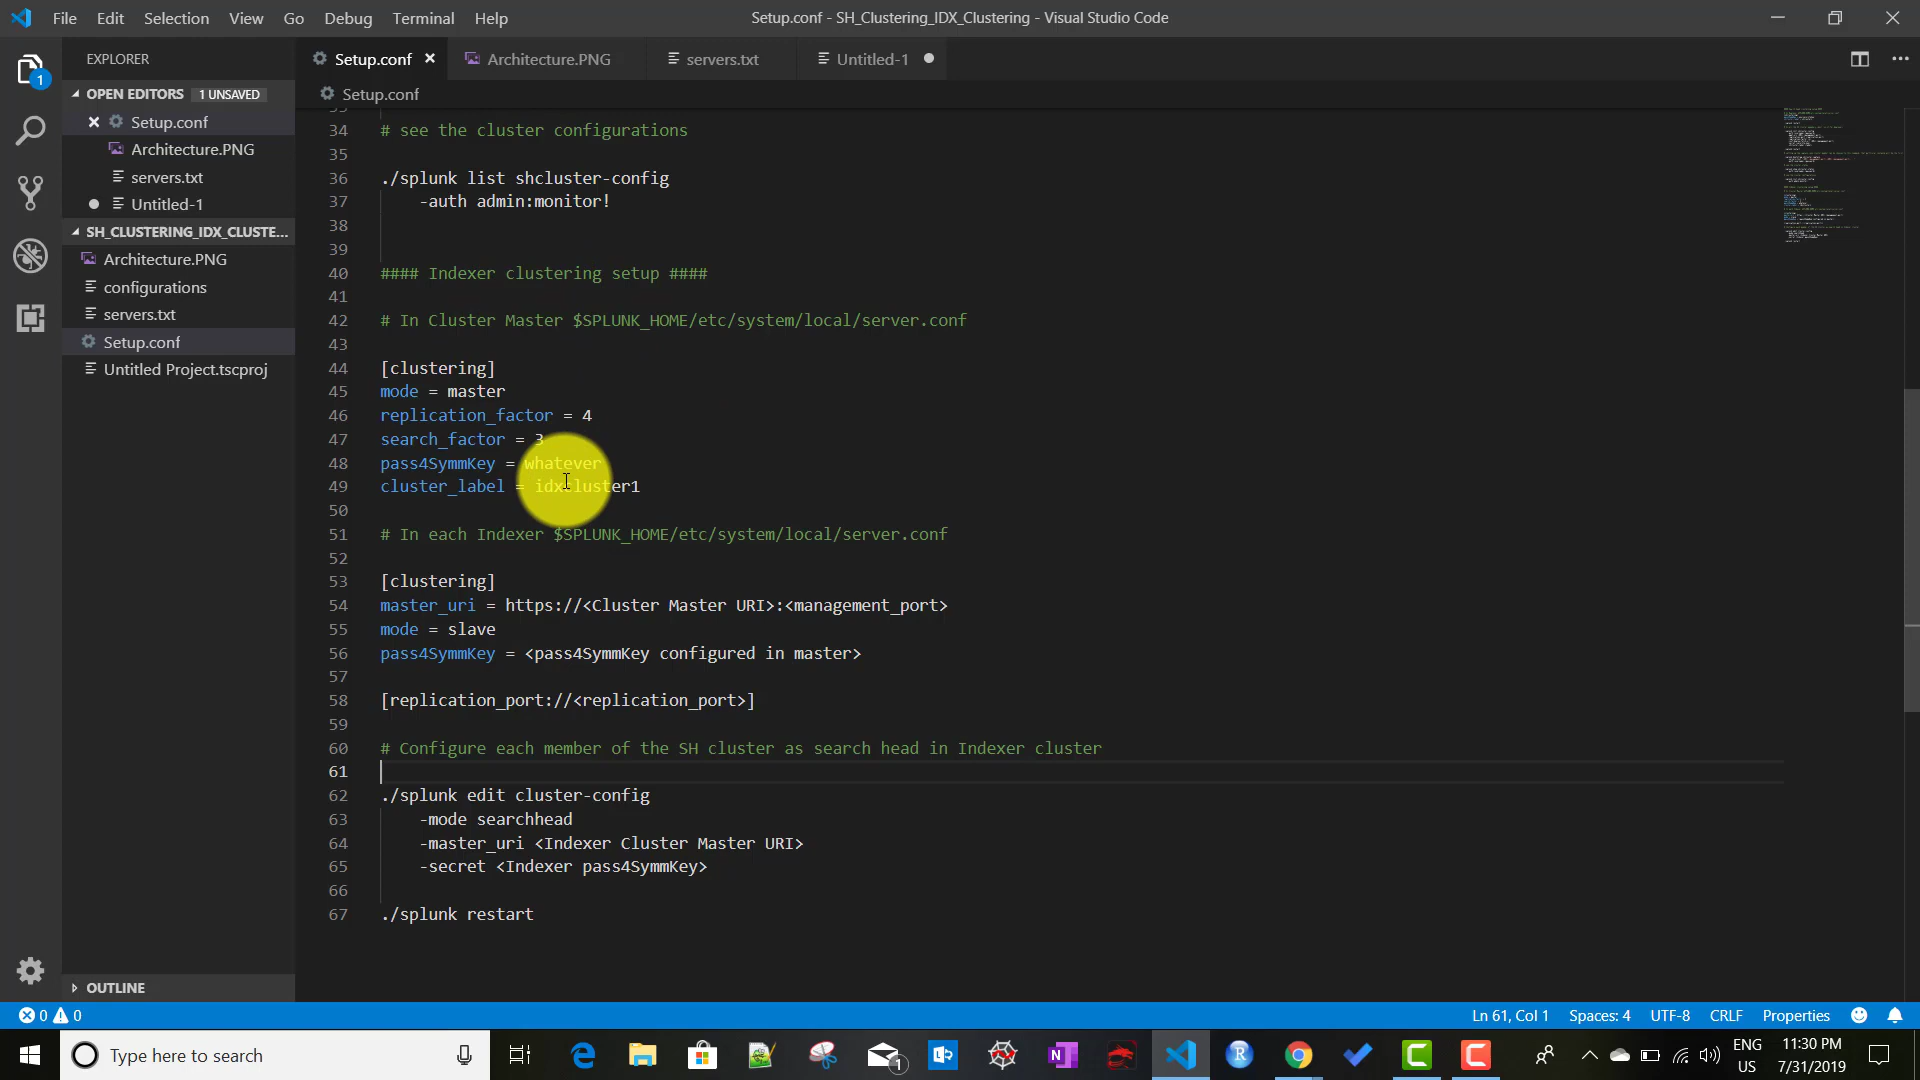 File Edit Selection View Go Debug Terminal Help
Setup.conf - SH_Clustering_IDX_Clustering - Visual Studio Code
EXPLORER
Setup.conf
Architecture.PNG
servers.txt
Untitled-1
1
OPEN EDITORS 1 UNSAVED
Setup.conf
Setup.conf
Architecture.PNG
servers.txt
Untitled-1
SH_CLUSTERING_IDX_CLUSTE...
Architecture.PNG
configurations
servers.txt
Setup.conf
Untitled Project.tscproj
OUTLINE
34 # see the cluster configurations
35
36 ./splunk list shcluster-config
37 -auth admin:monitor!
38
39
40 #### Indexer clustering setup ####
41
42 # In Cluster Master $SPLUNK_HOME/etc/system/local/server.conf
43
44 [clustering]
45 mode = master
46 replication_factor = 4
47 search_factor = 3
48 pass4SymmKey = whatever
49 cluster_label = idxcluster1
50
51 # In each Indexer $SPLUNK_HOME/etc/system/local/server.conf
52
53 [clustering]
54 master_uri = https://<Cluster Master URI>:<management_port>
55 mode = slave
56 pass4SymmKey = <pass4SymmKey configured in master>
57
58 [replication_port://<replication_port>]
59
60 # Configure each member of the SH cluster as search head in Indexer cluster
61
62 ./splunk edit cluster-config
63 -mode searchhead
64 -master_uri <Indexer Cluster Master URI>
65 -secret <Indexer pass4SymmKey>
66
67 ./splunk restart
0 0
Ln 61, Col 1 Spaces: 4 UTF-8 CRLF Properties
Type here to search
1
ENG
US
11:30 PM
7/31/2019